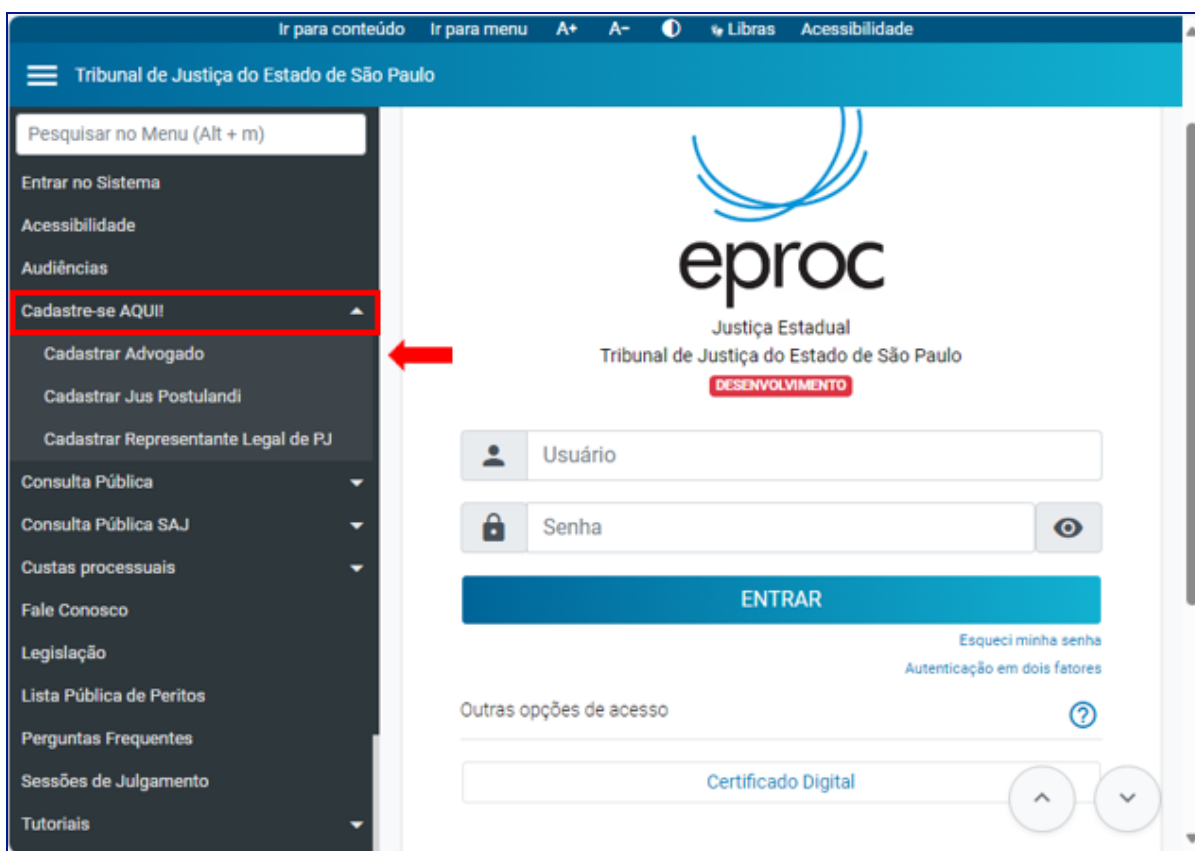 Ir para conteúdo Ir para menu A+ A- Libras Acessibilidade
Tribunal de Justiça do Estado de São Paulo
Pesquisar no Menu (Alt + m)
Entrar no Sistema
Acessibilidade
Audiências
Cadastre-se AQUI!
Cadastrar Advogado
Cadastrar Jus Postulandi
Cadastrar Representante Legal de PJ
Consulta Pública
Consulta Pública SAJ
Custas processuais
Fale Conosco
Legislação
Lista Pública de Peritos
Perguntas Frequentes
Sessões de Julgamento
Tutoriais
eproc
Justiça Estadual
Tribunal de Justiça do Estado de São Paulo
DESENVOLVIMENTO
Usuário
Senha
ENTRAR
Esqueci minha senha
Autenticação em dois fatores
Outras opções de acesso
?
Certificado Digital